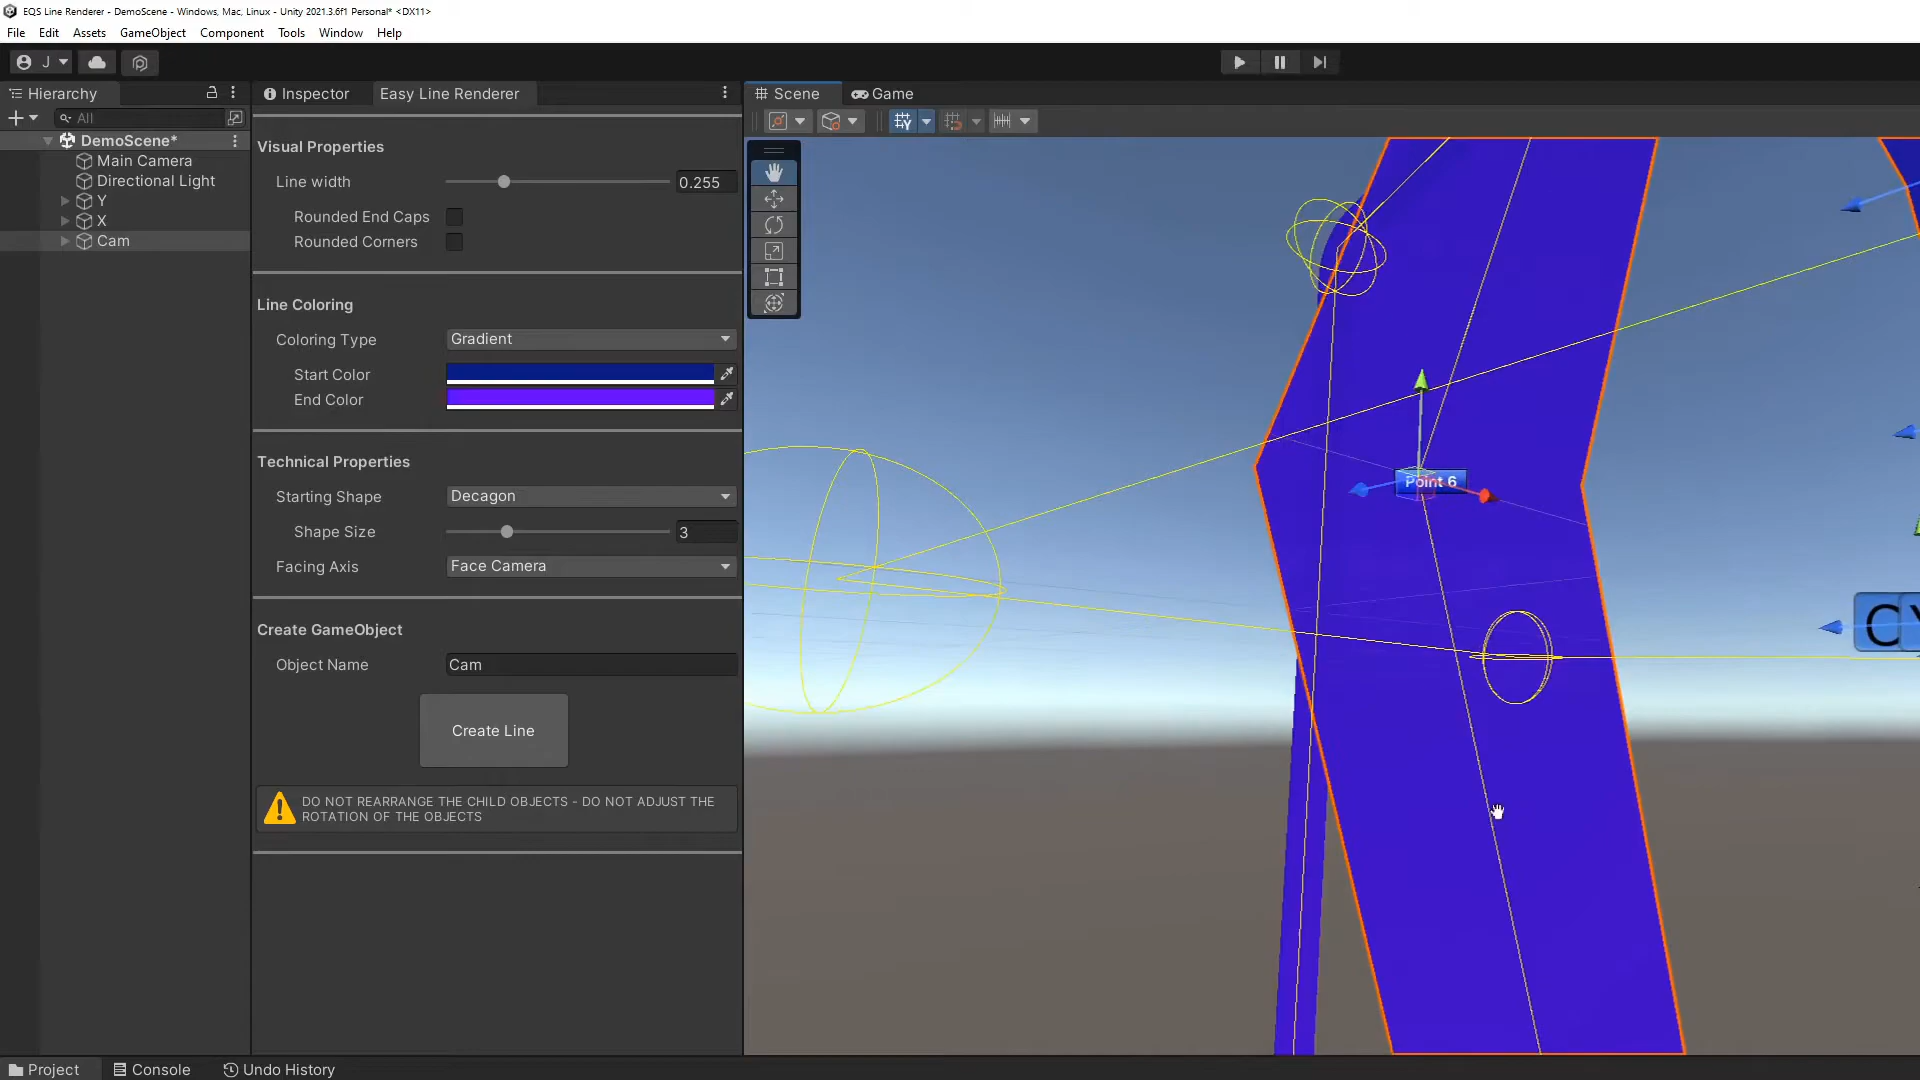 EQS Line Renderer - DemoScene - Windows, Mac, Linux - Unity 2021.3.6f1 Personal* <DX11>
File Edit Assets GameObject Component Tools Window Help
J
Hierarchy
All
DemoScene*
Main Camera
Directional Light
Y
X
Cam
Inspector Easy Line Renderer
Visual Properties
Line width 0.255
Rounded End Caps
Rounded Corners
Line Coloring
Coloring Type Gradient
Start Color
End Color
Technical Properties
Starting Shape Decagon
Shape Size 3
Facing Axis Face Camera
Create GameObject
Object Name Cam
Create Line
DO NOT REARRANGE THE CHILD OBJECTS - DO NOT ADJUST THE
ROTATION OF THE OBJECTS
Scene Game
Point 6
Project Console Undo History